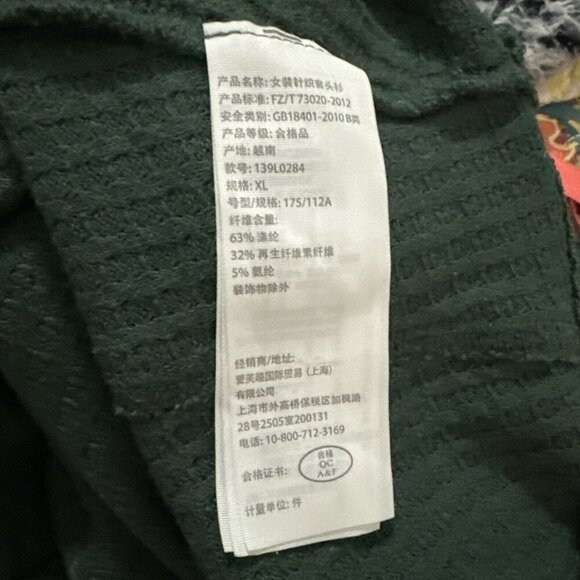 产品名称: 女装针织套头衫
产品标准: FZ/T 73020-2012
安全类别: GB18401-2010 B类
产品等级: 合格品
产地: 越南
款号: 139L0284
规格: XL
号型/规格: 175/112A
纤维含量:
63% 涤纶
32% 再生纤维素纤维
5% 氨纶
装饰物除外
经销商/地址:
爱芙趣国际贸易 (上海)
有限公司
上海市外高桥保税区加枫路
28号2505室200131
电话: 10-800-712-3169
合格证书:
合格
QC
A&F
计量单位: 件